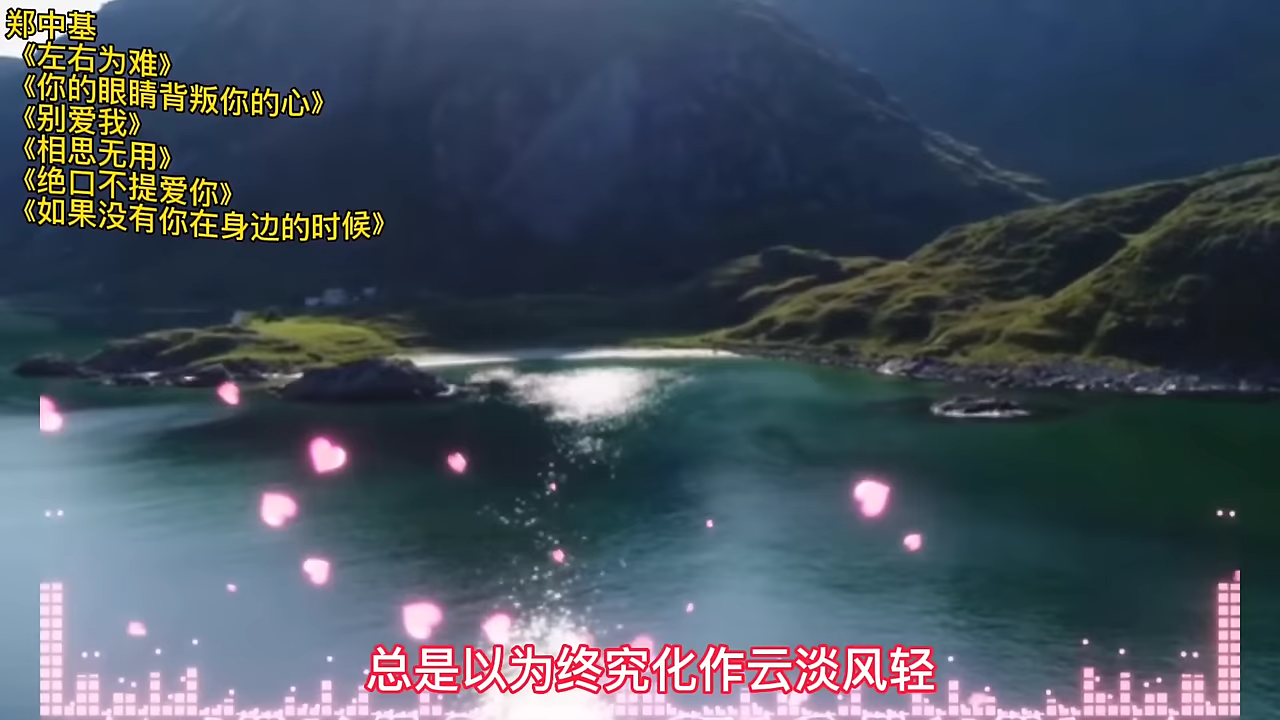 郑中基
《左右为难》
《你的眼睛背叛你的心》
《别爱我》
《相思无用》
《绝口不提爱你》
《如果没有你在身边的时候》
总是以为终究化作云淡风轻